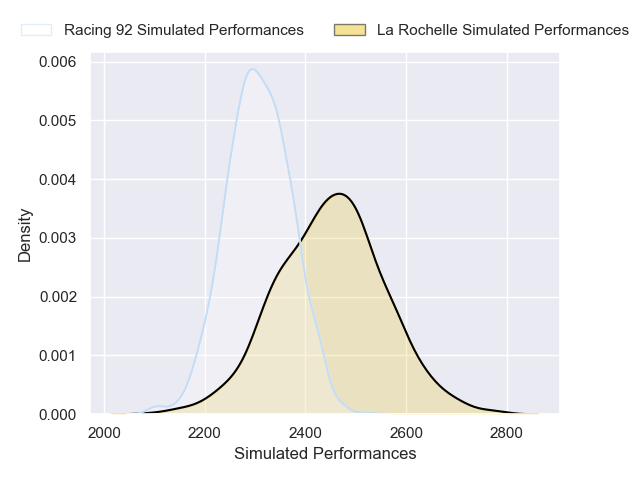 Racing 92 Simulated Performances
La Rochelle Simulated Performances
0.006
0.005
0.004
0.003
0.002
0.001
0.000
Density
2000 2200 2400 2600 2800
Simulated Performances